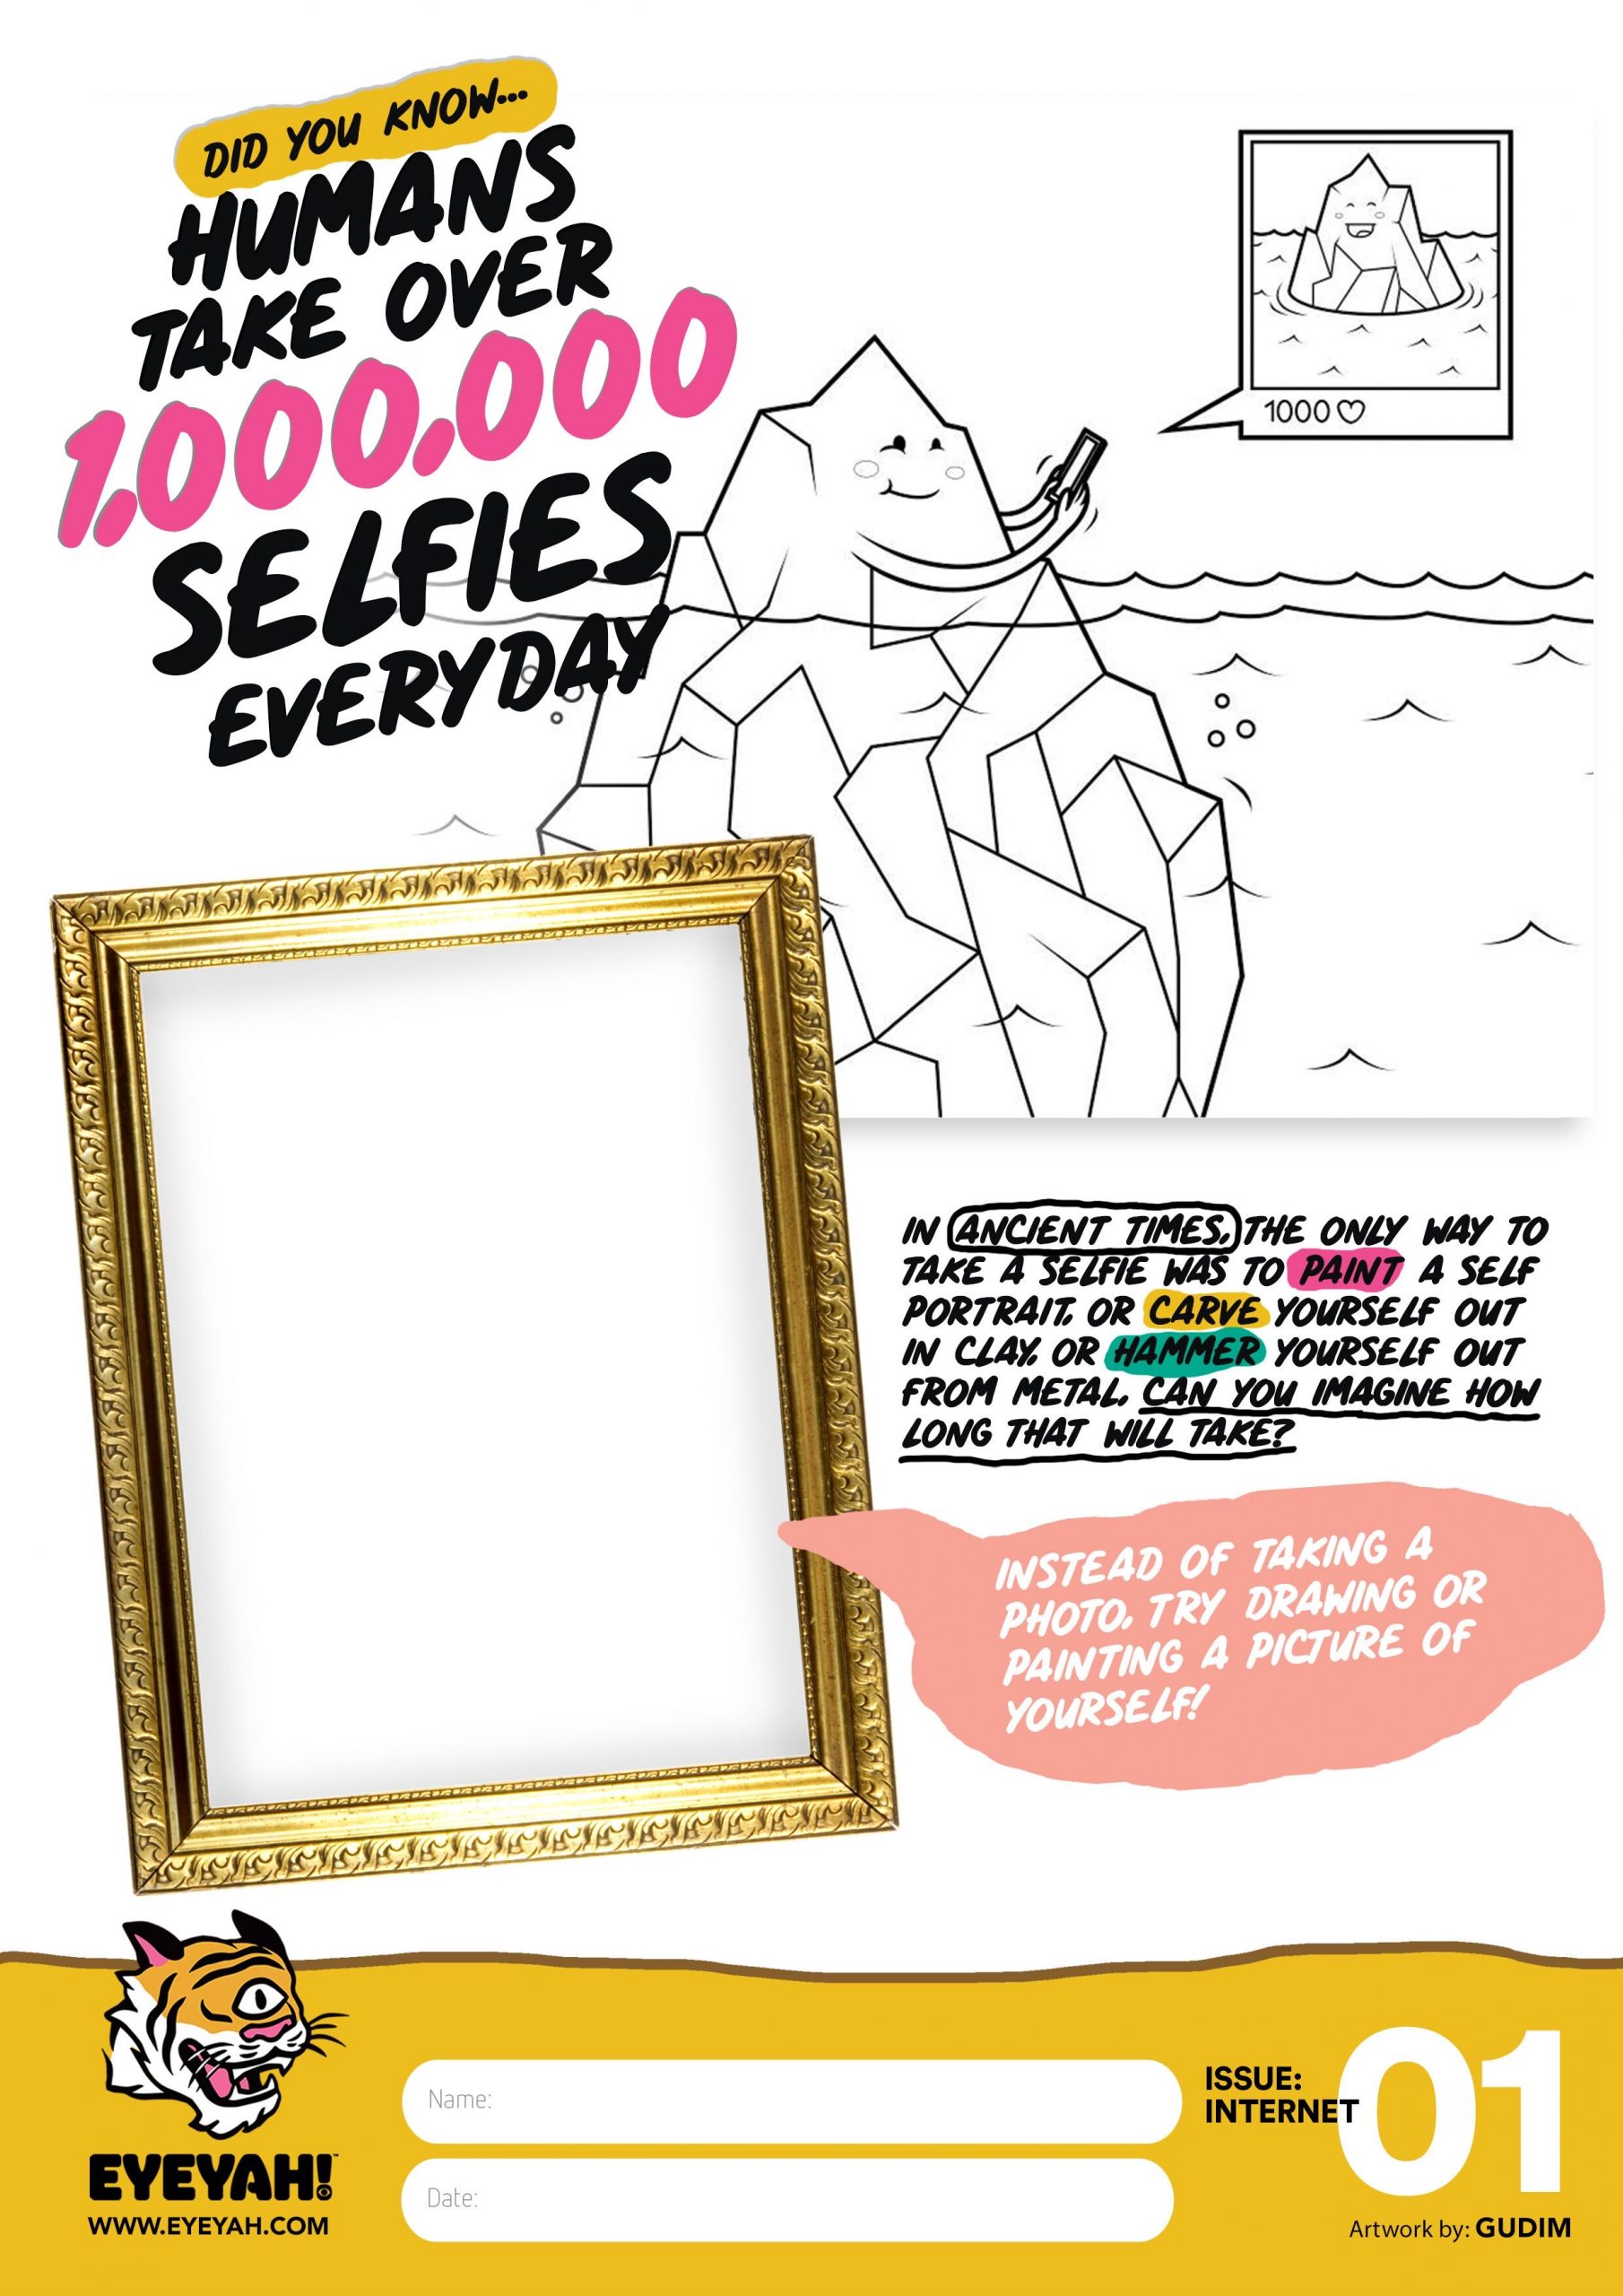 DID YOU KNOW...
HUMANS
TAKE OVER
1,000,000
SELFIES
EVERYDAY
1000
IN ANCIENT TIMES, THE ONLY WAY TO
TAKE A SELFIE WAS TO PAINT A SELF
PORTRAIT, OR CARVE YOURSELF OUT
IN CLAY, OR HAMMER YOURSELF OUT
FROM METAL. CAN YOU IMAGINE HOW
LONG THAT WILL TAKE?
INSTEAD OF TAKING A
PHOTO, TRY DRAWING OR
PAINTING A PICTURE OF
YOURSELF!
EYEYAH!
WWW.EYEYAH.COM
Name:
Date:
ISSUE:
INTERNET
01
Artwork by: GUDIM